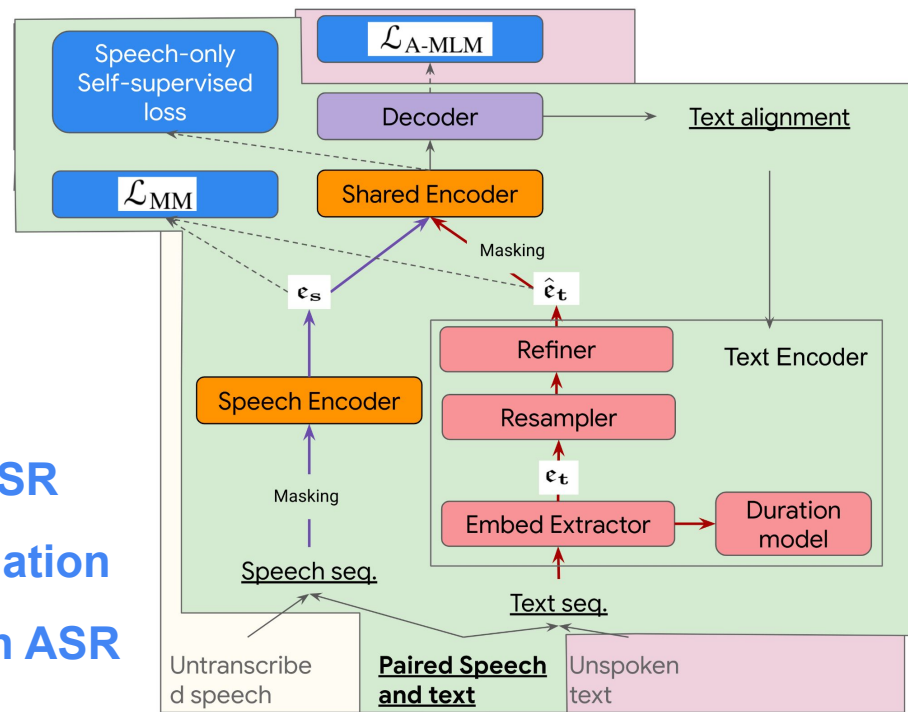 Speech-only
Self-supervised
loss
ℒA-MLM
Decoder
Text alignment
ℒMM
Shared Encoder
Masking
𝔢s
𝔢̂t
Refiner
Text Encoder
Speech Encoder
Resampler
𝔢t
Masking
Embed Extractor
Duration
model
Speech seq.
Text seq.
Untranscribe
d speech
Paired Speech
and text
Unspoken
text
SR
ation
ASR